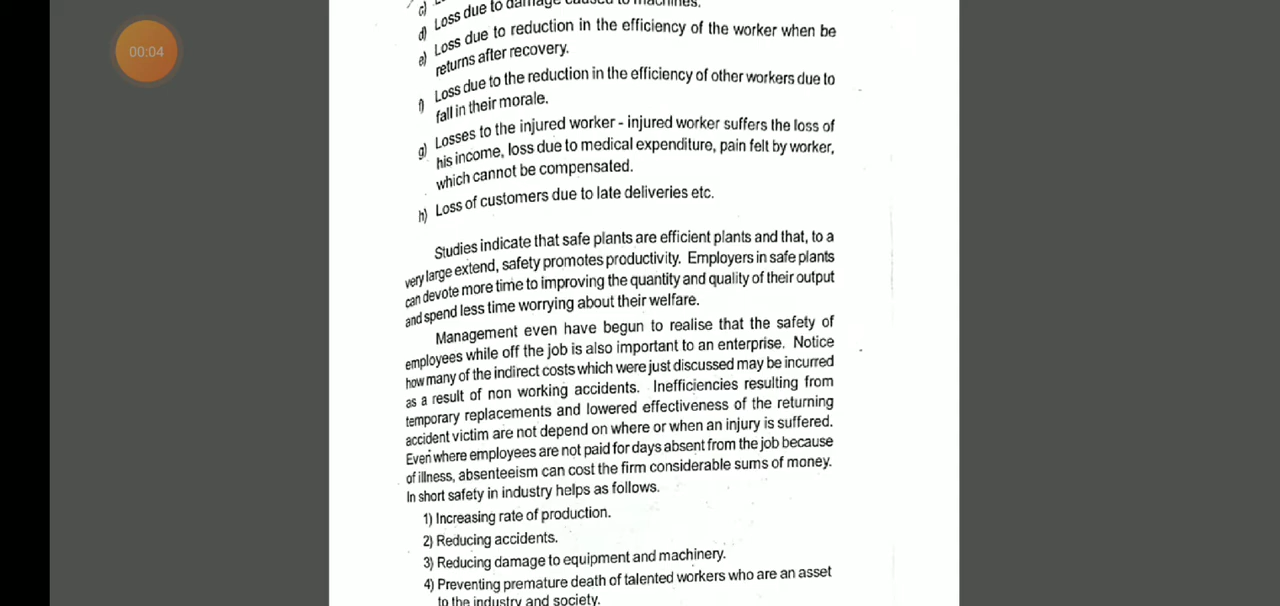 00:04
c)
d) Loss due to damage caused to machines.
e) Loss due to reduction in the efficiency of the worker when be
returns after recovery.
f) Loss due to the reduction in the efficiency of other workers due to
fall in their morale.
g) Losses to the injured worker - injured worker suffers the loss of
his income, loss due to medical expenditure, pain felt by worker,
which cannot be compensated.
h) Loss of customers due to late deliveries etc.
Studies indicate that safe plants are efficient plants and that, to a
very large extend, safety promotes productivity. Employers in safe plants
can devote more time to improving the quantity and quality of their output
and spend less time worrying about their welfare.
Management even have begun to realise that the safety of
employees while off the job is also important to an enterprise. Notice
how many of the indirect costs which were just discussed may be incurred
as a result of non working accidents. Inefficiencies resulting from
temporary replacements and lowered effectiveness of the returning
accident victim are not depend on where or when an injury is suffered.
Even where employees are not paid for days absent from the job because
of illness, absenteeism can cost the firm considerable sums of money.
In short safety in industry helps as follows.
1) Increasing rate of production.
2) Reducing accidents.
3) Reducing damage to equipment and machinery.
4) Preventing premature death of talented workers who are an asset
to the industry and society.